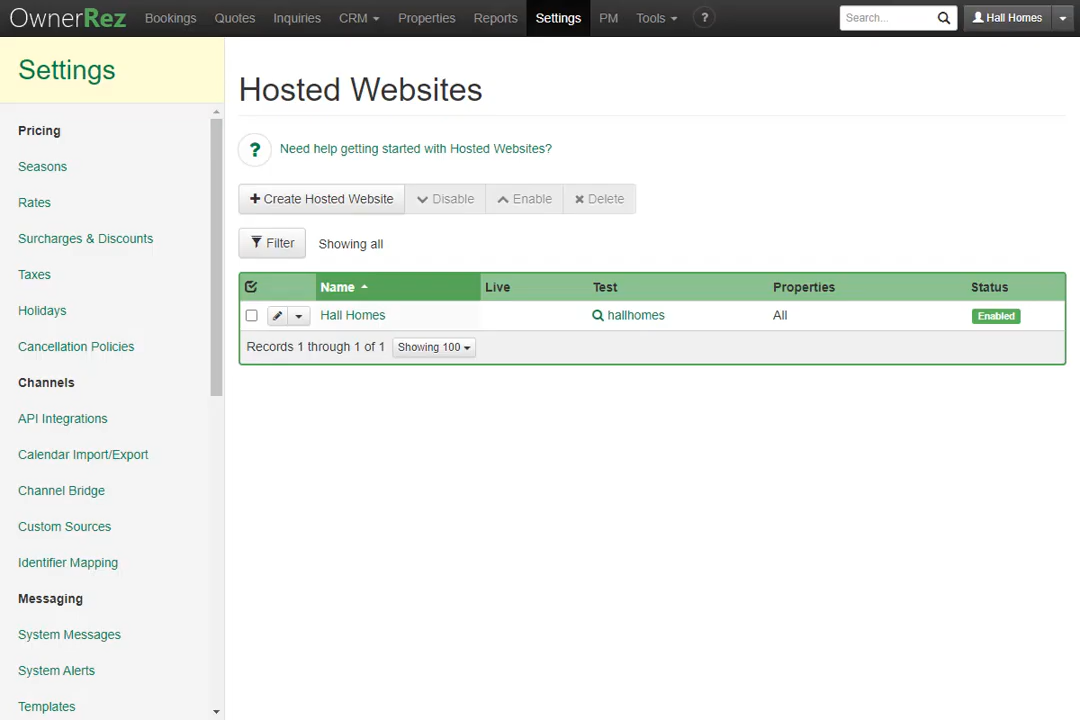 OwnerRez Bookings Quotes Inquiries CRM Properties Reports Settings PM Tools ? Search... Hall Homes
Settings
Pricing
Seasons
Rates
Surcharges & Discounts
Taxes
Holidays
Cancellation Policies
Channels
API Integrations
Calendar Import/Export
Channel Bridge
Custom Sources
Identifier Mapping
Messaging
System Messages
System Alerts
Templates
Hosted Websites
? Need help getting started with Hosted Websites?
Create Hosted Website Disable Enable Delete
Filter Showing all
Name Live Test Properties Status
Hall Homes hallhomes All Enabled
Records 1 through 1 of 1 Showing 100